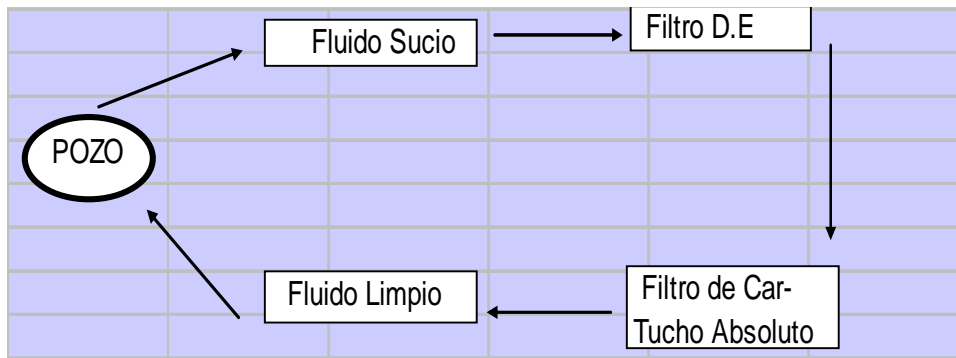 Fluido Sucio
Filtro D.E
POZO
Fluido Limpio
Filtro de Car-
Tucho Absoluto